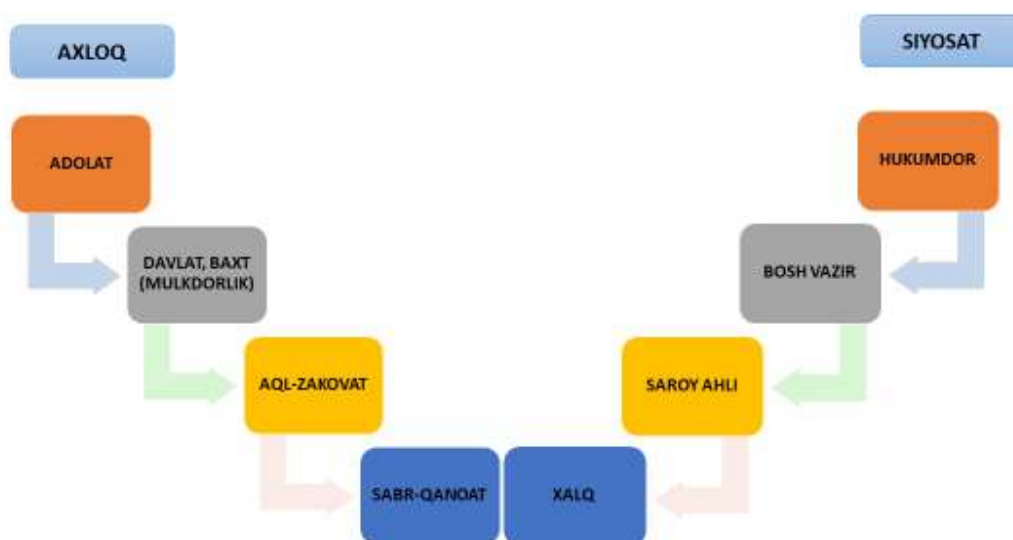 AXLOQ
SIYOSAT
ADOLAT
HUKUMDOR
DAVLAT, BAXT
(MULKDORLIK)
BOSH VAZIR
AQL-ZAKOVAT
SAROY AHLI
SABR-QANOAT
XALQ